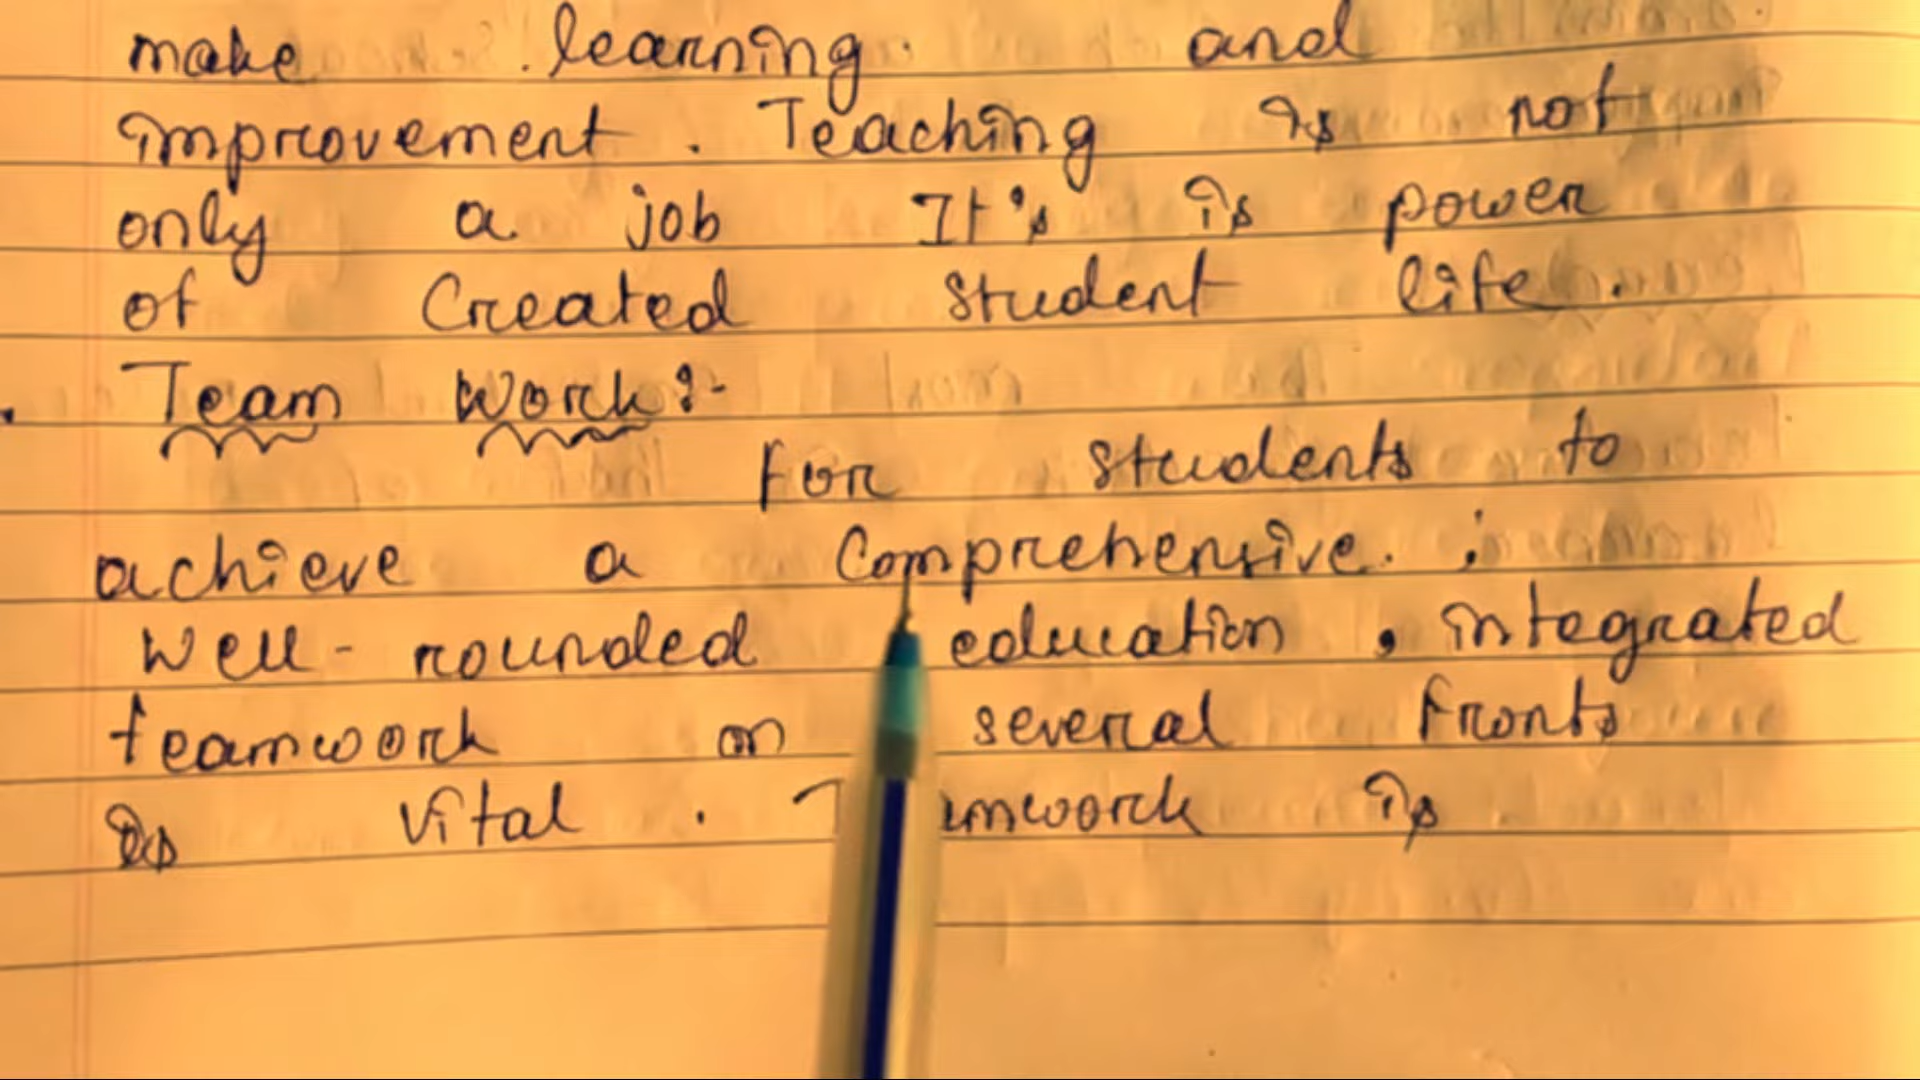 make learning and
improvement. Teaching is not
only a job It's is power
of Created student life.
Team Work:-
For students to
achieve a Comprehensive.
Well-rounded education, integrated
teamwork on several fronts
is vital. is